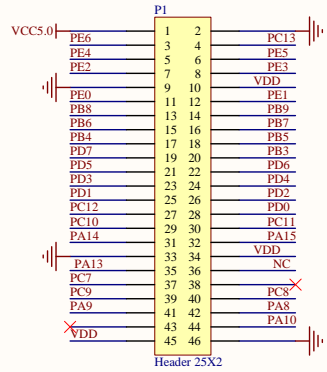 P1
VCC5.0 1 2
PE6 3 4 PC13
PE4 5 6 PE5
PE2 7 8 PE3
9 10 VDD
PE0 11 12 PE1
PB8 13 14 PB9
PB6 15 16 PB7
PB4 17 18 PB5
PD7 19 20 PB3
PD5 21 22 PD6
PD3 23 24 PD4
PD1 25 26 PD2
PC12 27 28 PD0
PC10 29 30 PC11
PA14 31 32 PA15
33 34 VDD
PA13 35 36 NC
PC7 37 38
PC9 39 40 PC8
PA9 41 42 PA8
43 44 PA10
VDD 45 46
Header 25X2